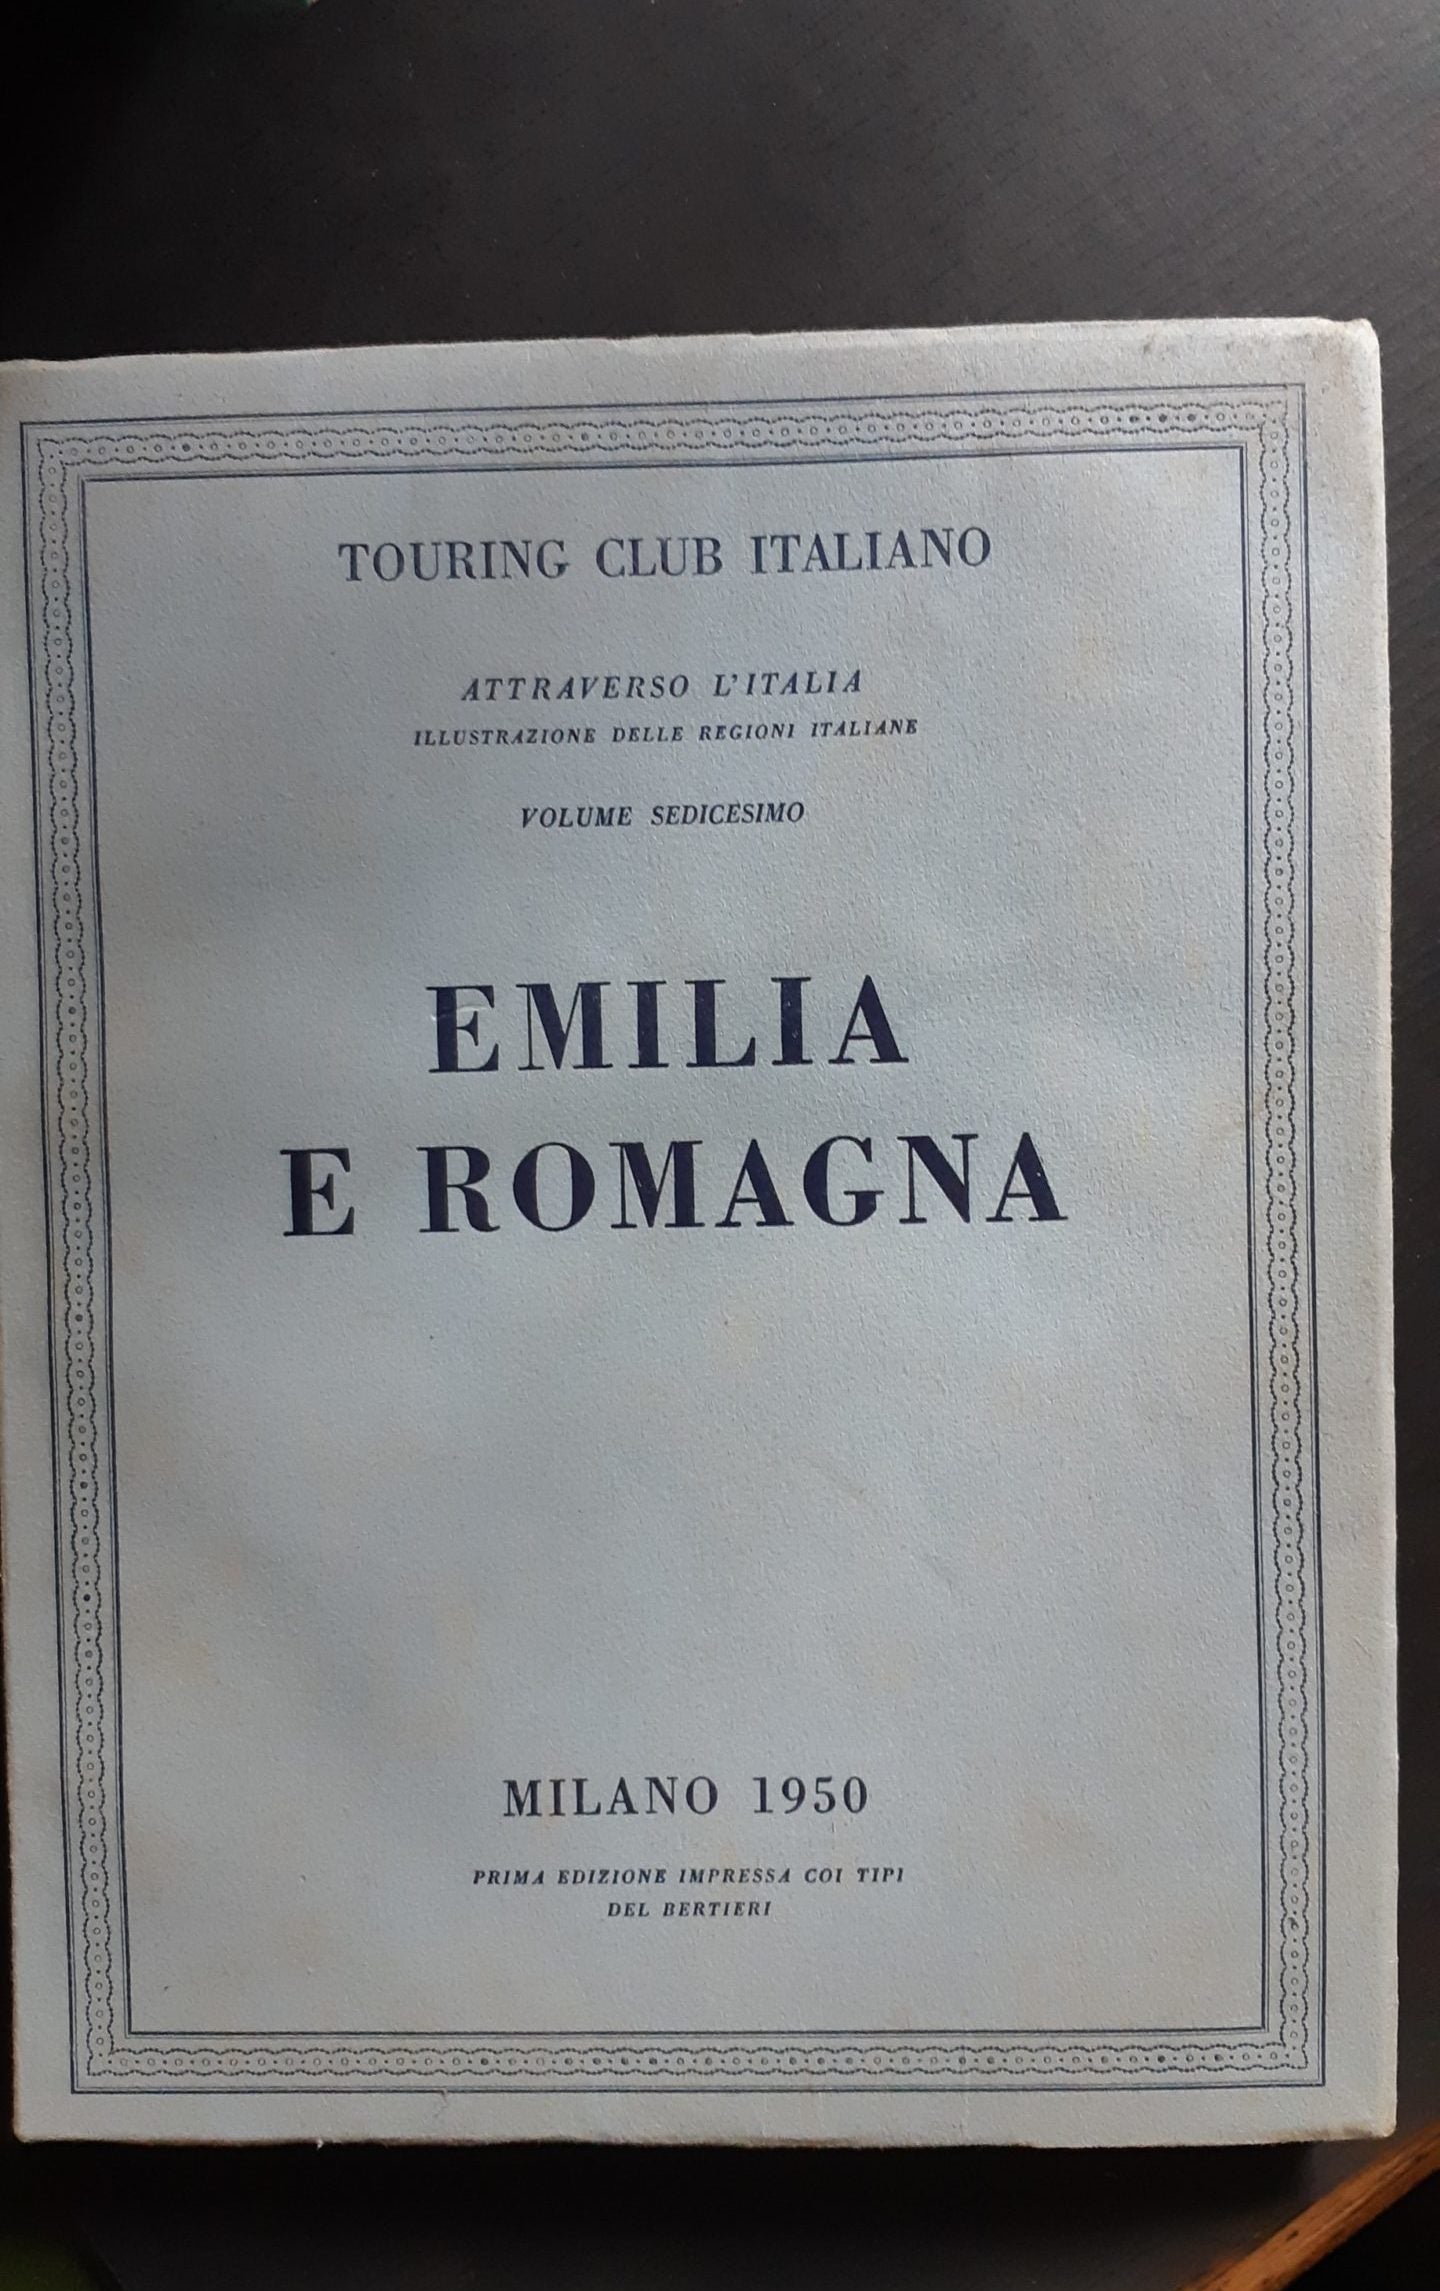 TOURING CLUB ITALIANO
ATTRAVERSO L'ITALIA
ILLUSTRAZIONE DELLE REGIONI ITALIANE
VOLUME SEDICESIMO
EMILIA
E ROMAGNA
MILANO 1950
PRIMA EDIZIONE IMPRESSA COI TIPI
DEL BERTIERI